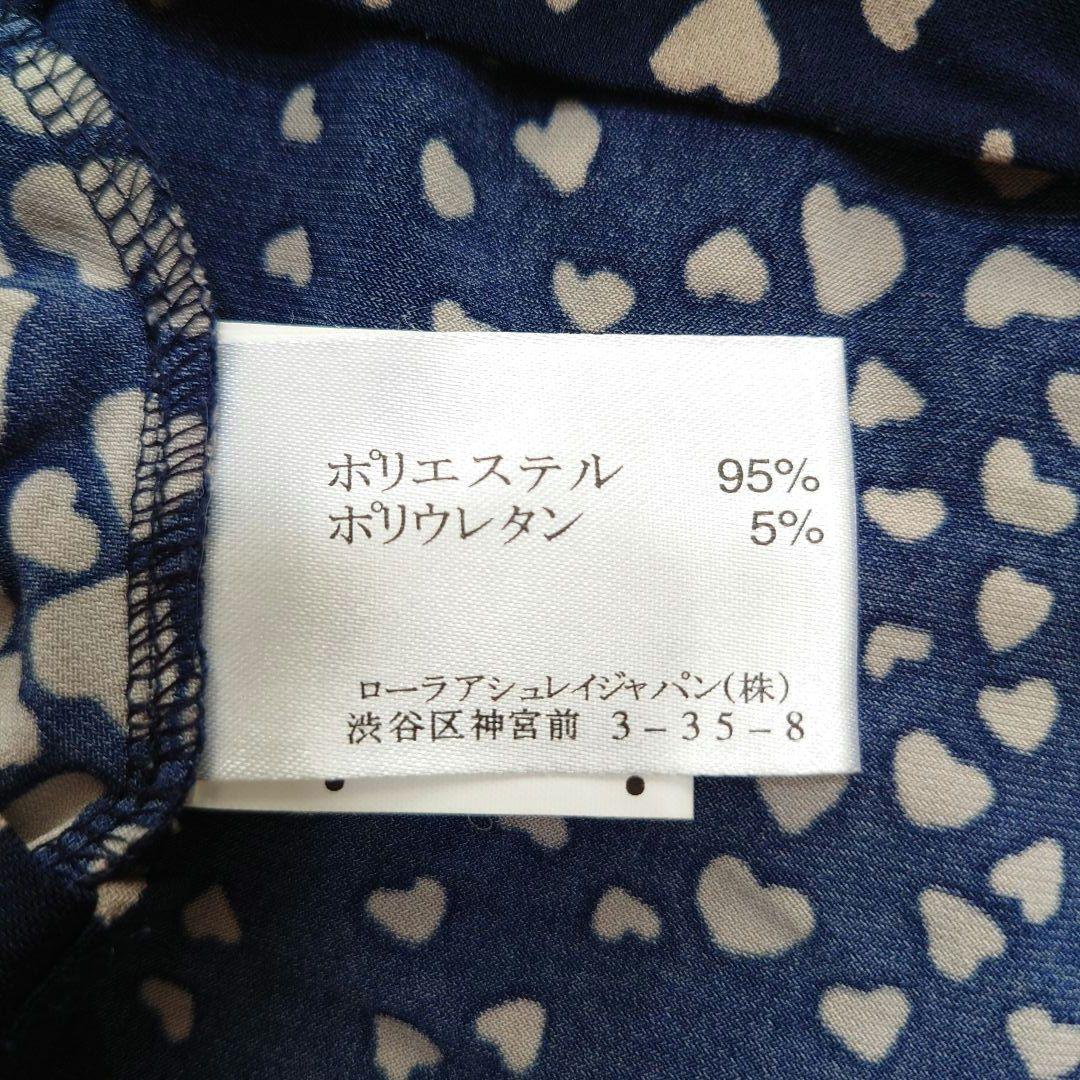 ポリエステル 95%
ポリウレタン 5%
ローラアシュレイジャパン(株)
渋谷区神宮前 3-35-8